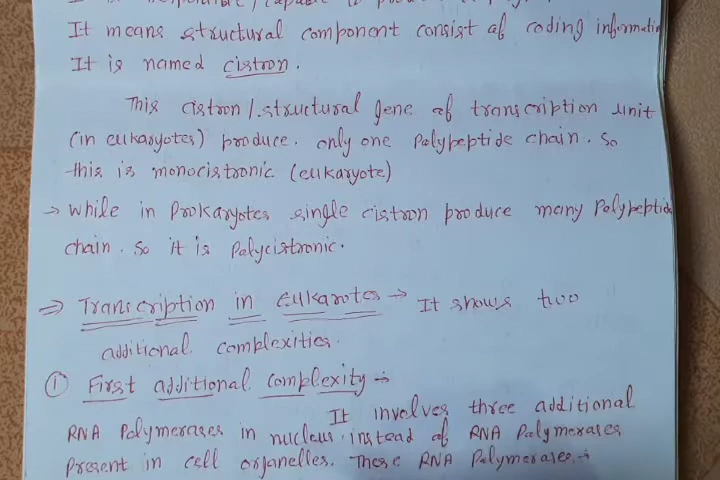 It means structural component consist of coding informatio
It is named cistron.
This cistron/structural gene of transcription unit
(in eukaryotes) produce. only one Polypeptide chain. So
this is monocistronic (eukaryote)
→ while in Prokaryotes single cistron produce many Polypeptid
chain. So it is Polycistronic.
⇒ Transcription in Eukarotes → It shows two
additional complexities.
① First additional complexity →
It involves three additional
RNA Polymerases in nucleus. instead of RNA Polymerases
Present in cell organelles. These RNA Polymerases →